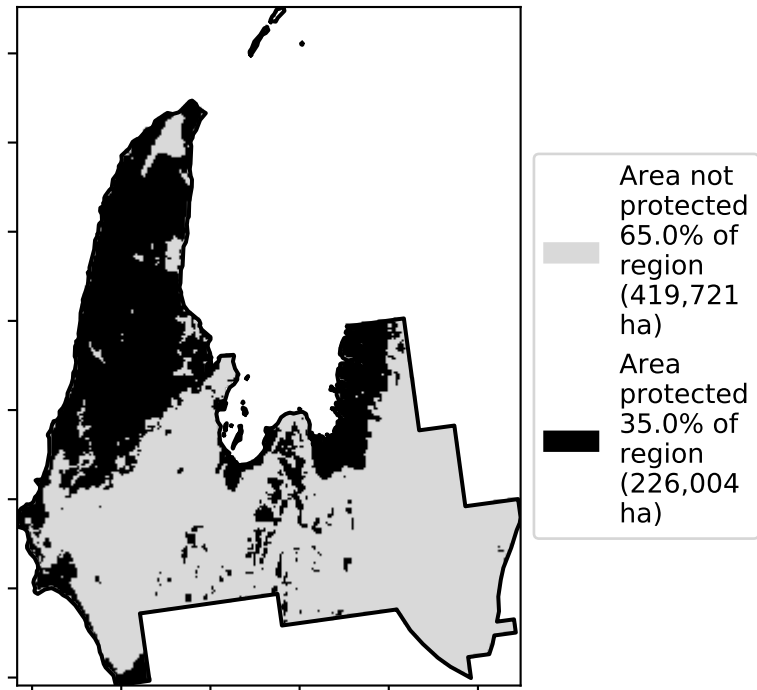 Area not
protected
65.0% of
region
(419,721
ha)
Area
protected
35.0% of
region
(226,004
ha)